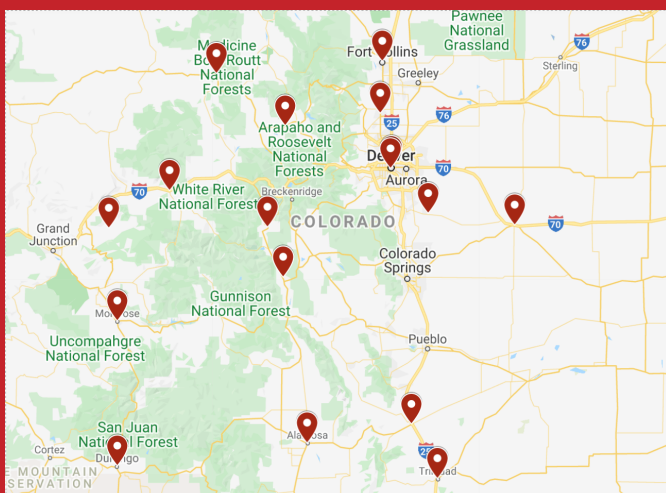 Pawnee
National
Grassland
76
Sterling
Medicine
Bow-Routt
National
Forests
Fort Collins
Greeley
25
76
Arapaho and
Roosevelt
National
Forests
Denver
Aurora
70
70
White River
National Forest
Breckenridge
COLORADO
70
Grand
Junction
Colorado
Springs
Gunnison
National Forest
Montrose
Uncompahgre
National Forest
Pueblo
San Juan
National Forest
Durango
Cortez
Alamosa
25
Trinidad
E MOUNTAIN
SERVATION